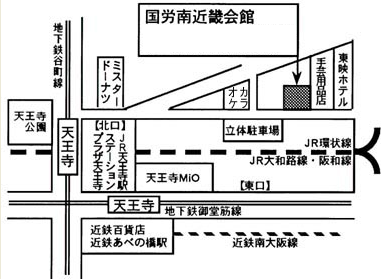 国労南近畿会館
地下鉄谷町線
ミスタードーナツ
カラオケ
手芸用品店
東映ホテル
天王寺公園
天王寺
【北口】
JR天王寺駅
ステーション
プラザ天王寺
立体駐車場
JR環状線
JR大和路線・阪和線
天王寺MiO
【東口】
天王寺
地下鉄御堂筋線
近鉄百貨店
近鉄あべの橋駅
近鉄南大阪線